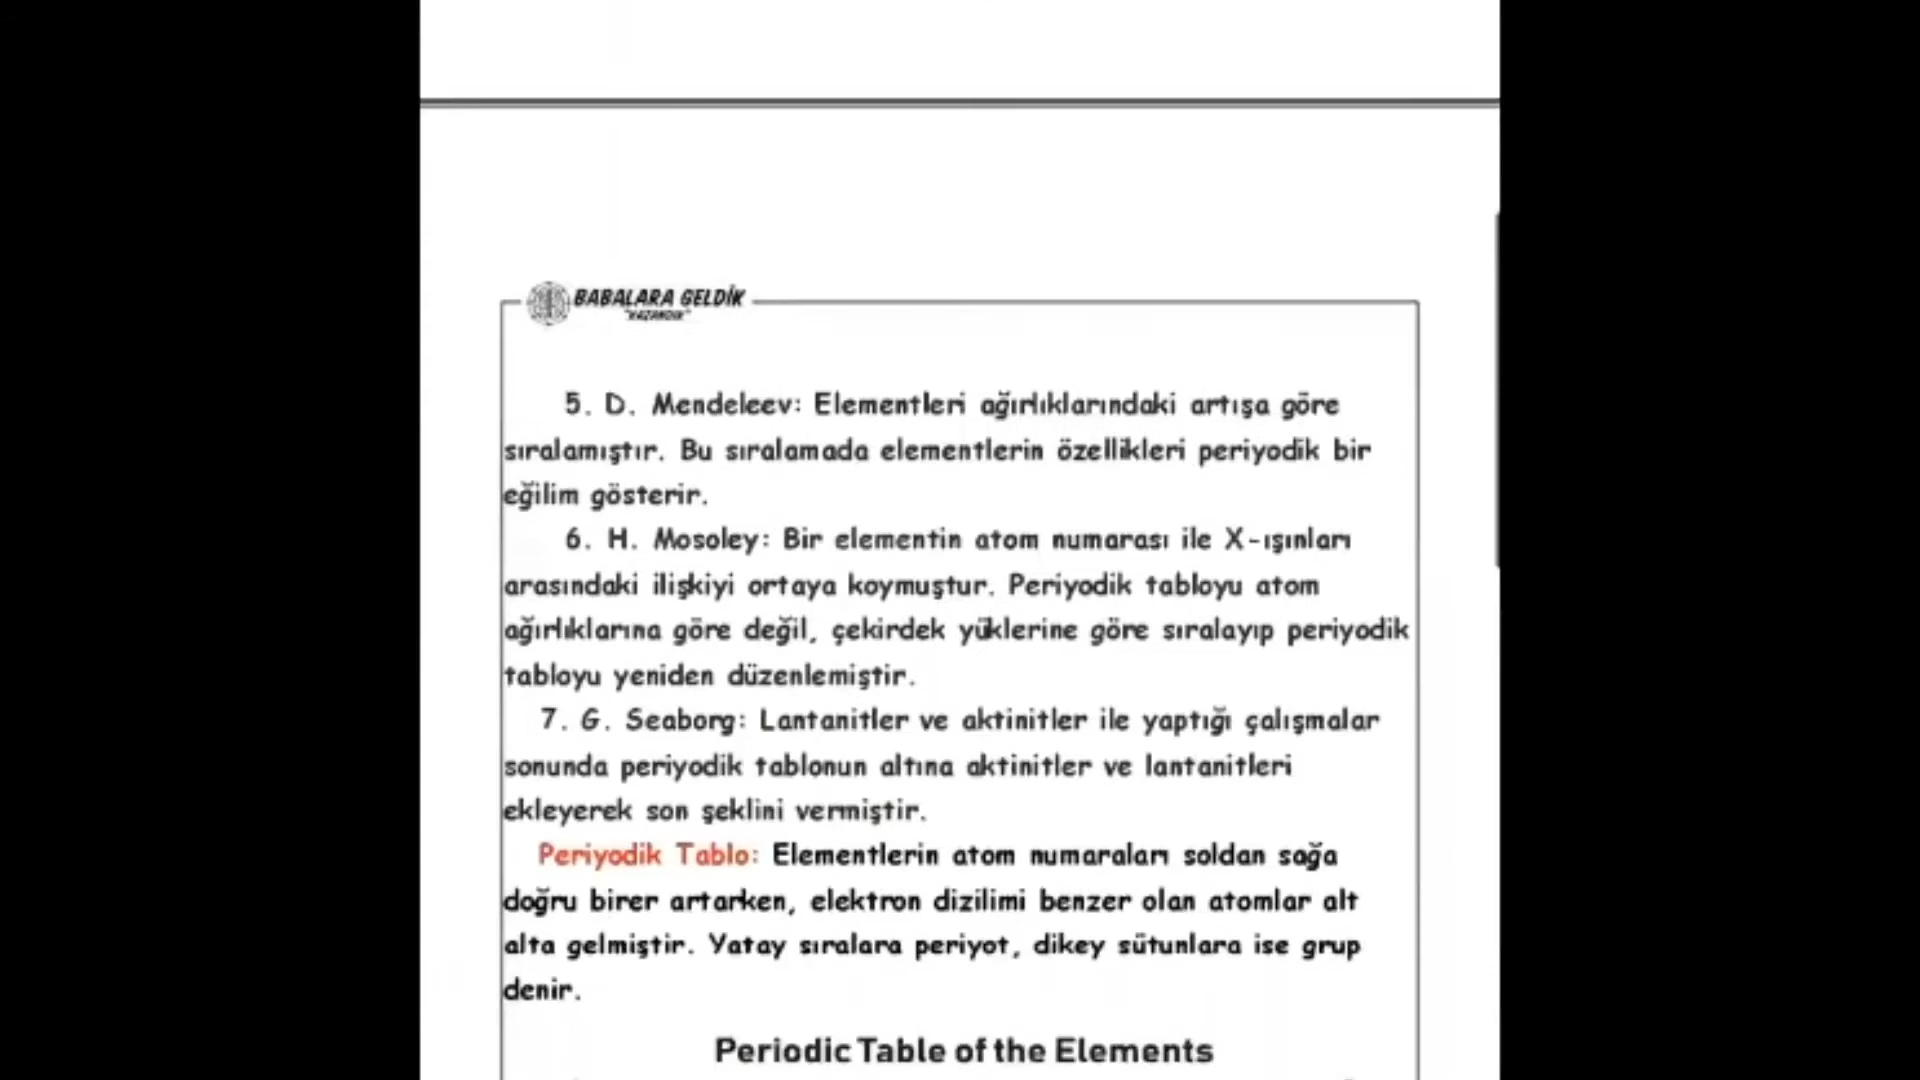 BABALARA GELDİK
"KAZANDIK"
5. D. Mendeleev: Elementleri ağırlıklarındaki artışa göre
sıralamıştır. Bu sıralamada elementlerin özellikleri periyodik bir
eğilim gösterir.
6. H. Mosoley: Bir elementin atom numarası ile X-ışınları
arasındaki ilişkiyi ortaya koymuştur. Periyodik tabloyu atom
ağırlıklarına göre değil, çekirdek yüklerine göre sıralayıp periyodik
tabloyu yeniden düzenlemiştir.
7. G. Seaborg: Lantanitler ve aktinitler ile yaptığı çalışmalar
sonunda periyodik tablonun altına aktinitler ve lantanitleri
ekleyerek son şeklini vermiştir.
Periyodik Tablo: Elementlerin atom numaraları soldan sağa
doğru birer artarken, elektron dizilimi benzer olan atomlar alt
alta gelmiştir. Yatay sıralara periyot, dikey sütunlara ise grup
denir.
Periodic Table of the Elements